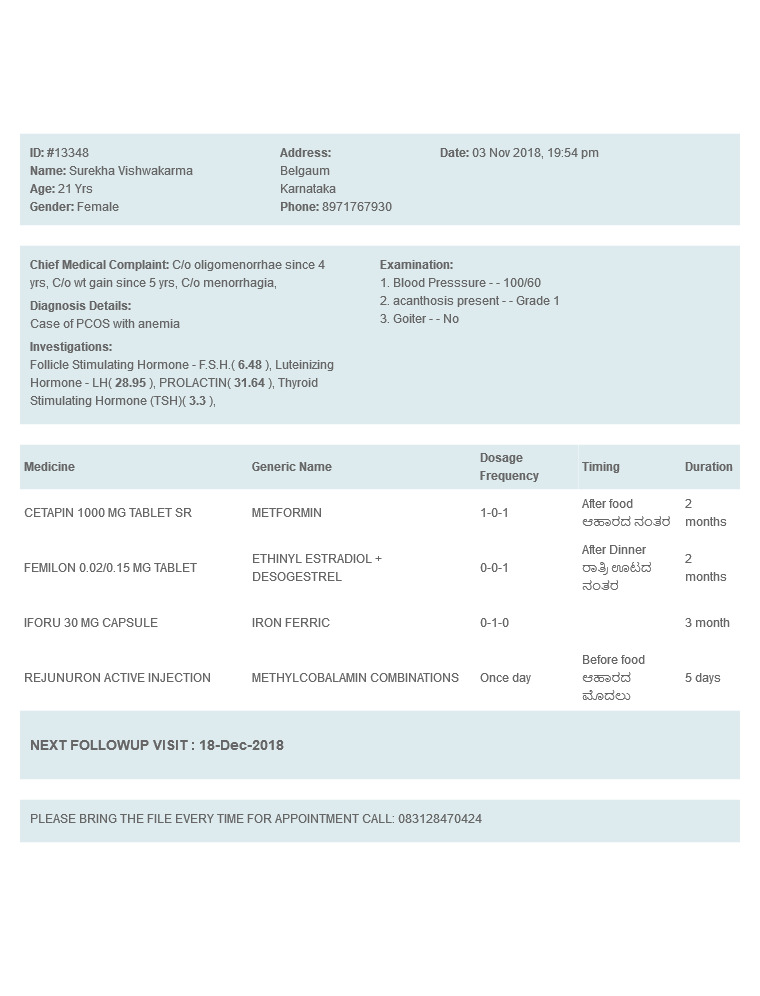 ID: #13348
Name: Surekha Vishwakarma
Age: 21 Yrs
Gender: Female
Address:
Belgaum
Karnataka
Phone: 8971767930
Date: 03 Nov 2018, 19:54 pm
Chief Medical Complaint: C/o oligomenorrhae since 4
yrs, C/o wt gain since 5 yrs, C/o menorrhagia,
Diagnosis Details:
Case of PCOS with anemia
Investigations:
Follicle Stimulating Hormone - F.S.H.( 6.48 ), Luteinizing
Hormone - LH( 28.95 ), PROLACTIN( 31.64 ), Thyroid
Stimulating Hormone (TSH)( 3.3 ),
Examination:
1. Blood Presssure - - 100/60
2. acanthosis present - - Grade 1
3. Goiter - - No
Medicine
Generic Name
Dosage
Frequency
Timing
Duration
CETAPIN 1000 MG TABLET SR
METFORMIN
1-0-1
After food
ಆಹಾರದ ನಂತರ
2
months
FEMILON 0.02/0.15 MG TABLET
ETHINYL ESTRADIOL +
DESOGESTREL
0-0-1
After Dinner
ರಾತ್ರಿ ಊಟದ
ನಂತರ
2
months
IFORU 30 MG CAPSULE
IRON FERRIC
0-1-0
3 month
REJUNURON ACTIVE INJECTION
METHYLCOBALAMIN COMBINATIONS
Once day
Before food
ಆಹಾರದ
ಮೊದಲು
5 days
NEXT FOLLOWUP VISIT : 18-Dec-2018
PLEASE BRING THE FILE EVERY TIME FOR APPOINTMENT CALL: 083128470424